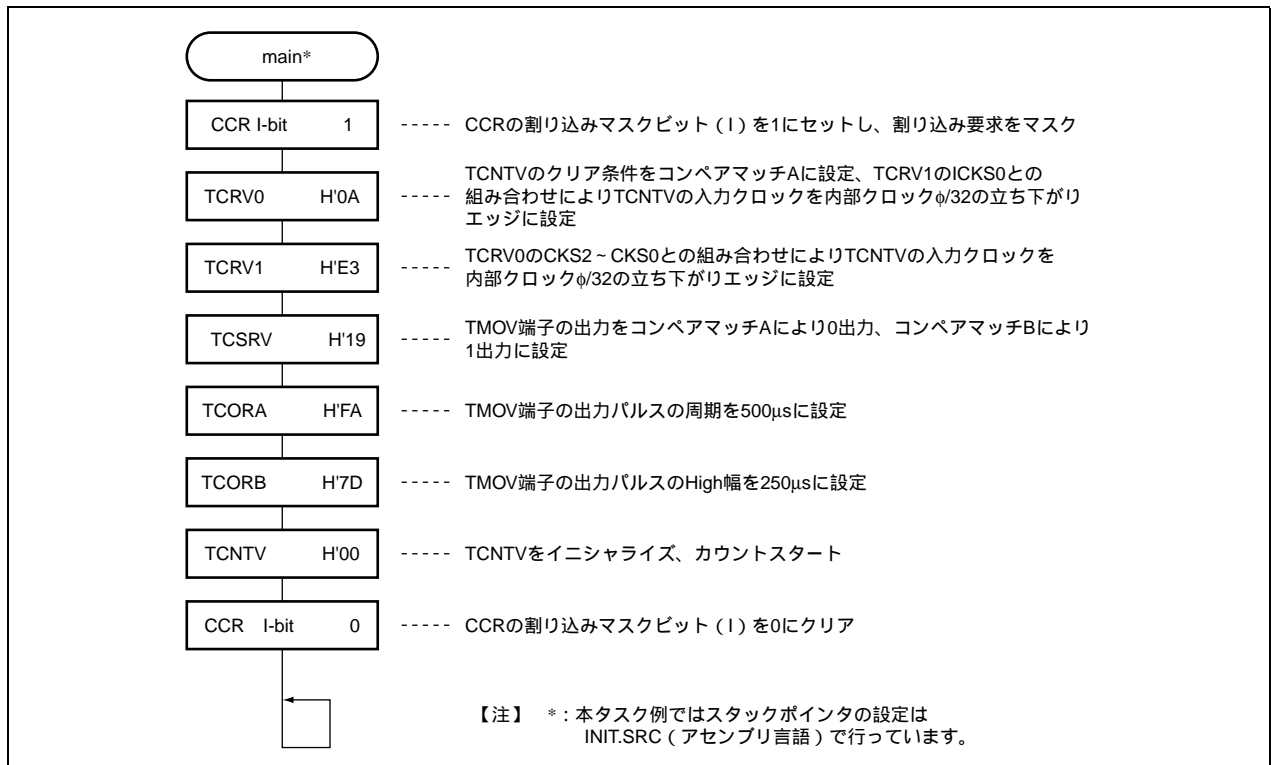 main*
CCR I-bit 1 ----- CCRの割り込みマスクビット（I）を1にセットし、割り込み要求をマスク
TCNTVのクリア条件をコンペアマッチAに設定、TCRV1のICKS0との
TCRV0 H'0A ----- 組み合わせによりTCNTVの入力クロックを内部クロックφ/32の立ち下がり
エッジに設定
TCRV0のCKS2～CKS0との組み合わせによりTCNTVの入力クロックを
TCRV1 H'E3 ----- 内部クロックφ/32の立ち下がりエッジに設定
TMOV端子の出力をコンペアマッチAにより0出力、コンペアマッチBにより
TCSRV H'19 ----- 1出力に設定
TCORA H'FA ----- TMOV端子の出力パルスの周期を500μsに設定
TCORB H'7D ----- TMOV端子の出力パルスのHigh幅を250μsに設定
TCNTV H'00 ----- TCNTVをイニシャライズ、カウントスタート
CCR I-bit 0 ----- CCRの割り込みマスクビット（I）を0にクリア
【注】 *：本タスク例ではスタックポインタの設定は
INIT.SRC（アセンブリ言語）で行っています。